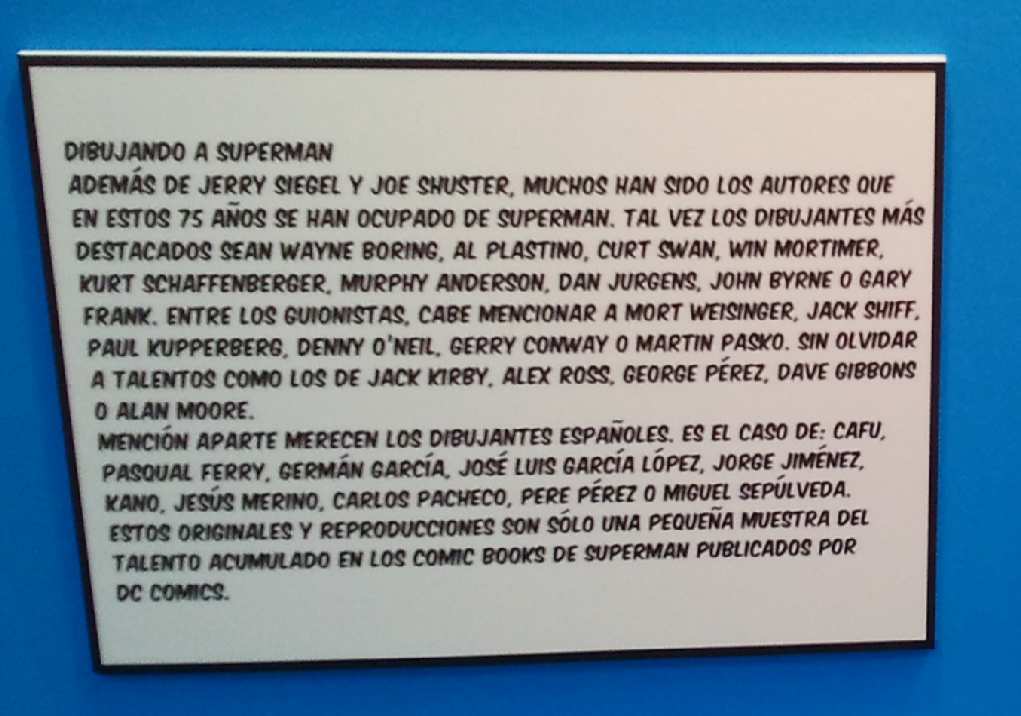 DIBUJANDO A SUPERMAN
ADEMÁS DE JERRY SIEGEL Y JOE SHUSTER, MUCHOS HAN SIDO LOS AUTORES QUE
EN ESTOS 75 AÑOS SE HAN OCUPADO DE SUPERMAN. TAL VEZ LOS DIBUJANTES MÁS
DESTACADOS SEAN WAYNE BORING, AL PLASTINO, CURT SWAN, WIN MORTIMER,
KURT SCHAFFENBERGER, MURPHY ANDERSON, DAN JURGENS, JOHN BYRNE O GARY
FRANK. ENTRE LOS GUIONISTAS, CABE MENCIONAR A MORT WEISINGER, JACK SHIFF,
PAUL KUPPERBERG, DENNY O'NEIL, GERRY CONWAY O MARTIN PASKO. SIN OLVIDAR
A TALENTOS COMO LOS DE JACK KIRBY, ALEX ROSS, GEORGE PÉREZ, DAVE GIBBONS
O ALAN MOORE.
MENCIÓN APARTE MERECEN LOS DIBUJANTES ESPAÑOLES. ES EL CASO DE: CAFU,
PASQUAL FERRY, GERMÁN GARCÍA, JOSÉ LUIS GARCÍA LÓPEZ, JORGE JIMÉNEZ,
KANO, JESÚS MERINO, CARLOS PACHECO, PERE PÉREZ O MIGUEL SEPÚLVEDA.
ESTOS ORIGINALES Y REPRODUCCIONES SON SÓLO UNA PEQUEÑA MUESTRA DEL
TALENTO ACUMULADO EN LOS COMIC BOOKS DE SUPERMAN PUBLICADOS POR
DC COMICS.